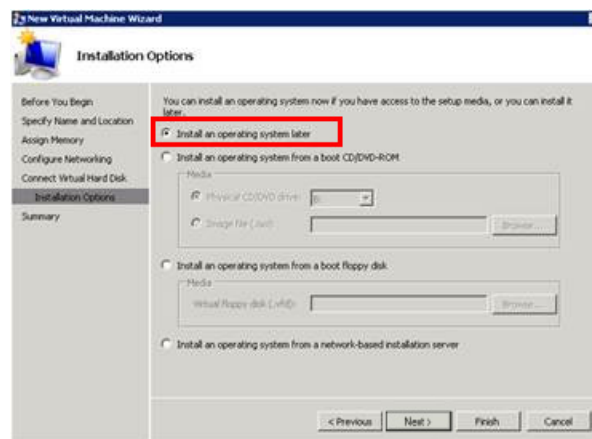 New Virtual Machine Wizard
Installation Options
Before You Begin
Specify Name and Location
Assign Memory
Configure Networking
Connect Virtual Hard Disk
Installation Options
Summary
You can install an operating system now if you have access to the setup media, or you can install it
later.
Install an operating system later
Install an operating system from a boot CD/DVD-ROM
Media
Physical CD/DVD drive:
Image file (.iso):
Browse...
Install an operating system from a boot floppy disk
Media
Virtual floppy disk (.vfd):
Browse...
Install an operating system from a network-based installation server
< Previous
Next >
Finish
Cancel